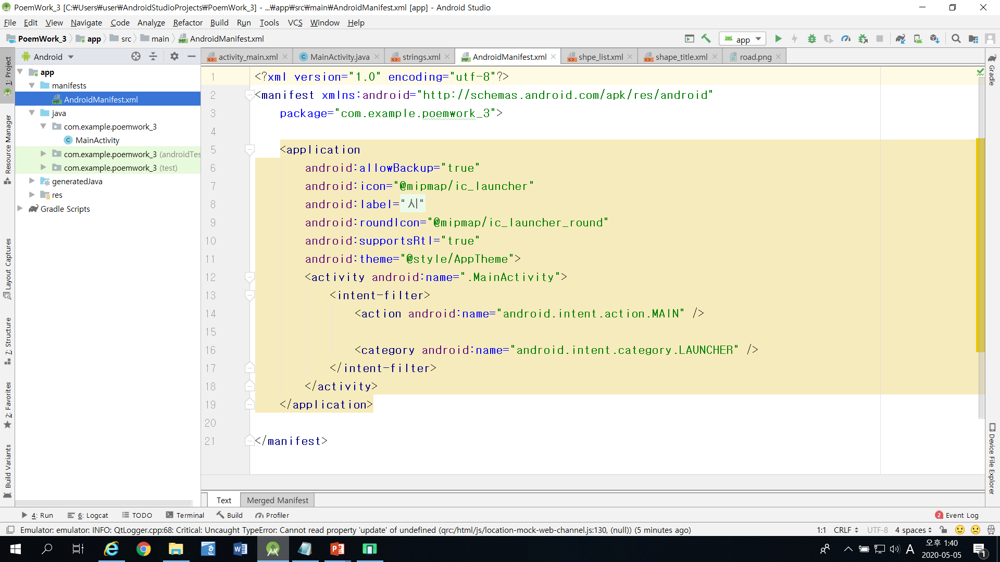 PoemWork_3 [C:₩Users₩user₩AndroidStudioProjects₩PoemWork_3] - ...₩app₩src₩main₩AndroidManifest.xml [app] - Android Studio
File Edit View Navigate Code Analyze Refactor Build Run Tools VCS Window Help
PoemWork_3 app src main AndroidManifest.xml
app
Android
activity_main.xml MainActivity.java strings.xml AndroidManifest.xml shpe_list.xml shape_title.xml road.png
1: Project
Resource Manager
Layout Captures
7: Structure
2: Favorites
Build Variants
app
manifests
AndroidManifest.xml
java
com.example.poemwork_3
MainActivity
com.example.poemwork_3 (androidTes
com.example.poemwork_3 (test)
generatedJava
res
Gradle Scripts
1 <?xml version="1.0" encoding="utf-8"?>
2 <manifest xmlns:android="http://schemas.android.com/apk/res/android"
3 package="com.example.poemwork_3">
4
5 <application
6 android:allowBackup="true"
7 android:icon="@mipmap/ic_launcher"
8 android:label="시"
9 android:roundIcon="@mipmap/ic_launcher_round"
10 android:supportsRtl="true"
11 android:theme="@style/AppTheme">
12 <activity android:name=".MainActivity">
13 <intent-filter>
14 <action android:name="android.intent.action.MAIN" />
15
16 <category android:name="android.intent.category.LAUNCHER" />
17 </intent-filter>
18 </activity>
19 </application>
20
21 </manifest>
Gradle
Device File Explorer
Text Merged Manifest
4: Run 6: Logcat TODO Terminal Build Profiler
2 Event Log
Emulator: emulator: INFO: QtLogger.cpp:68: Critical: Uncaught TypeError: Cannot read property 'update' of undefined (qrc:/html/js/location-mock-web-channel.js:130, (null)) (5 minutes ago)
1:1 CRLF UTF-8 4 spaces
A
오후 1:40
2020-05-05
1